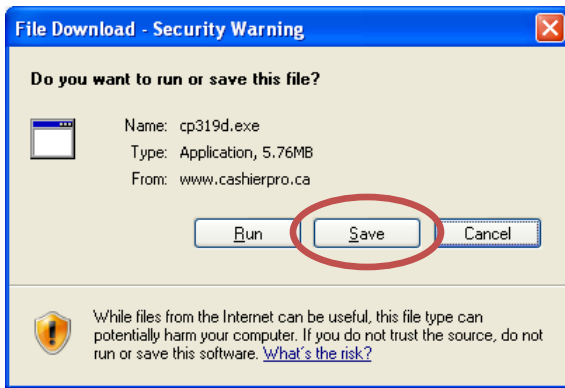 File Download - Security Warning
Do you want to run or save this file?
Name: cp319d.exe
Type: Application, 5.76MB
From: www.cashierpro.ca
Run Save Cancel
While files from the Internet can be useful, this file type can
potentially harm your computer. If you do not trust the source, do not
run or save this software. What's the risk?